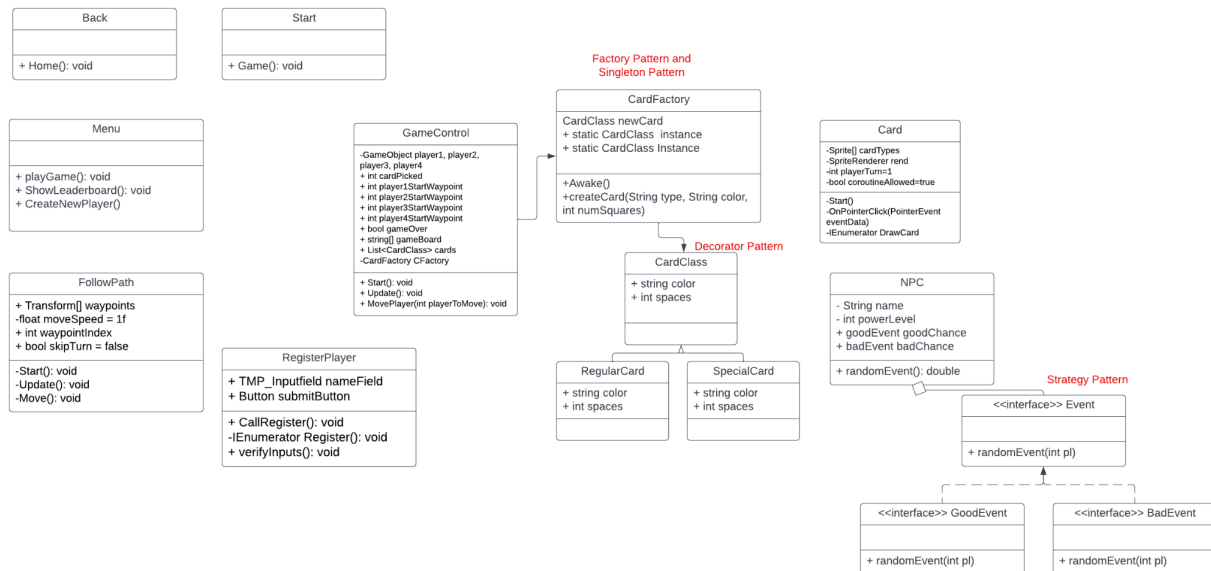 Back
+ Home(): void
Start
+ Game(): void
Factory Pattern and
Singleton Pattern
Menu
+ playGame(): void
+ ShowLeaderboard(): void
+ CreateNewPlayer()
GameControl
-GameObject player1, player2,
player3, player4
+ int cardPicked
+ int player1StartWaypoint
+ int player2StartWaypoint
+ int player3StartWaypoint
+ int player4StartWaypoint
+ bool gameOver
+ string[] gameBoard
+ List<CardClass> cards
-CardFactory CFactory
+ Start(): void
+ Update(): void
+ MovePlayer(int playerToMove): void
CardFactory
CardClass newCard
+ static CardClass instance
+ static CardClass Instance
+Awake()
+createCard(String type, String color,
int numSquares)
Card
-Sprite[] cardTypes
-SpriteRenderer rend
-int playerTurn=1
-bool coroutineAllowed=true
-Start()
-OnPointerClick(PointerEvent
eventData)
-IEnumerator DrawCard
Decorator Pattern
CardClass
+ string color
+ int spaces
RegularCard
+ string color
+ int spaces
SpecialCard
+ string color
+ int spaces
FollowPath
+ Transform[] waypoints
-float moveSpeed = 1f
+ int waypointIndex
+ bool skipTurn = false
-Start(): void
-Update(): void
-Move(): void
RegisterPlayer
+ TMP_Inputfield nameField
+ Button submitButton
+ CallRegister(): void
-IEnumerator Register(): void
+ verifyInputs(): void
NPC
- String name
- int powerLevel
+ goodEvent goodChance
+ badEvent badChance
+ randomEvent(): double
Strategy Pattern
<<interface>> Event
+ randomEvent(int pl)
<<interface>> GoodEvent
+ randomEvent(int pl)
<<interface>> BadEvent
+ randomEvent(int pl)